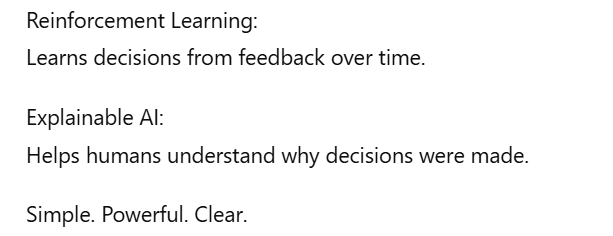 Reinforcement Learning:
Learns decisions from feedback over time.
Explainable AI:
Helps humans understand why decisions were made.
Simple. Powerful. Clear.